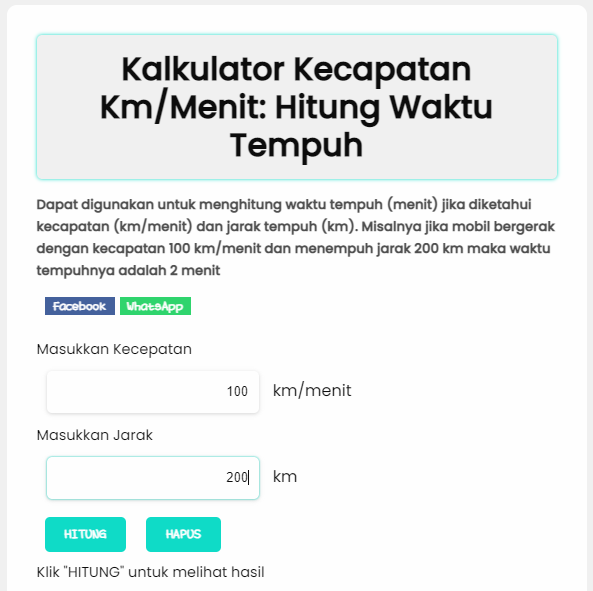 Kalkulator Kecapatan
Km/Menit: Hitung Waktu
Tempuh
Dapat digunakan untuk menghitung waktu tempuh (menit) jika diketahui
kecapatan (km/menit) dan jarak tempuh (km). Misalnya jika mobil bergerak
dengan kecapatan 100 km/menit dan menempuh jarak 200 km maka waktu
tempuhnya adalah 2 menit
Facebook WhatsApp
Masukkan Kecepatan
100 km/menit
Masukkan Jarak
200 km
HITUNG HAPUS
Klik "HITUNG" untuk melihat hasil